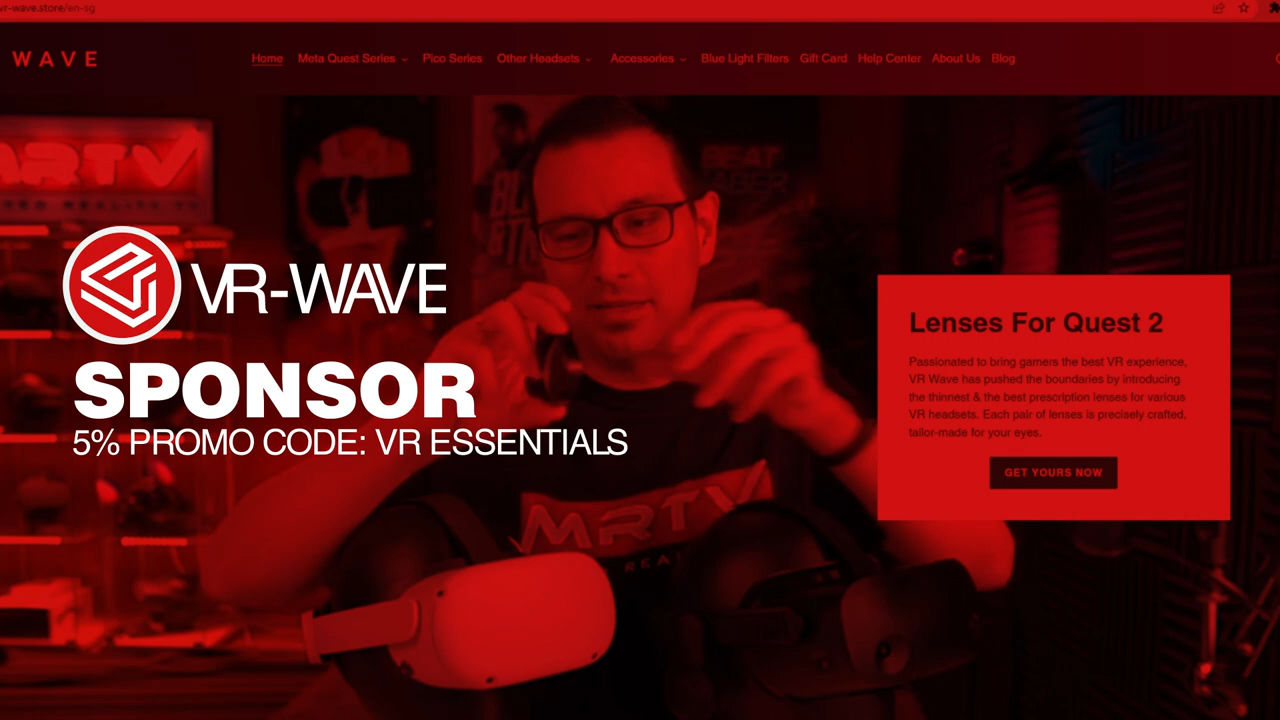 vr-wave.store/en-sg
WAVE
Home Meta Quest Series Pico Series Other Headsets Accessories Blue Light Filters Gift Card Help Center About Us Blog
MRTV
BEAT
SABER
VR-WAVE
SPONSOR
5% PROMO CODE: VR ESSENTIALS
Lenses For Quest 2
Passionated to bring gamers the best VR experience,
VR Wave has pushed the boundaries by introducing
the thinnest & the best prescription lenses for various
VR headsets. Each pair of lenses is precisely crafted,
tailor-made for your eyes.
GET YOURS NOW
MRTV